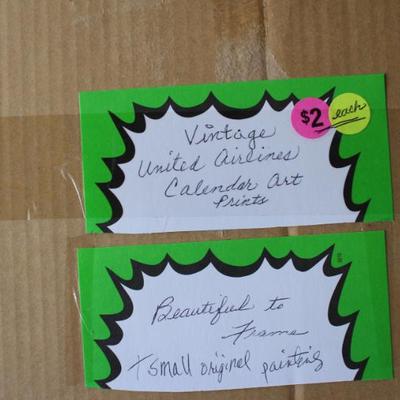 Vintage
United Airlines
Calendar Art
Prints
$2 each
Beautiful to
Frame
+ small original painting